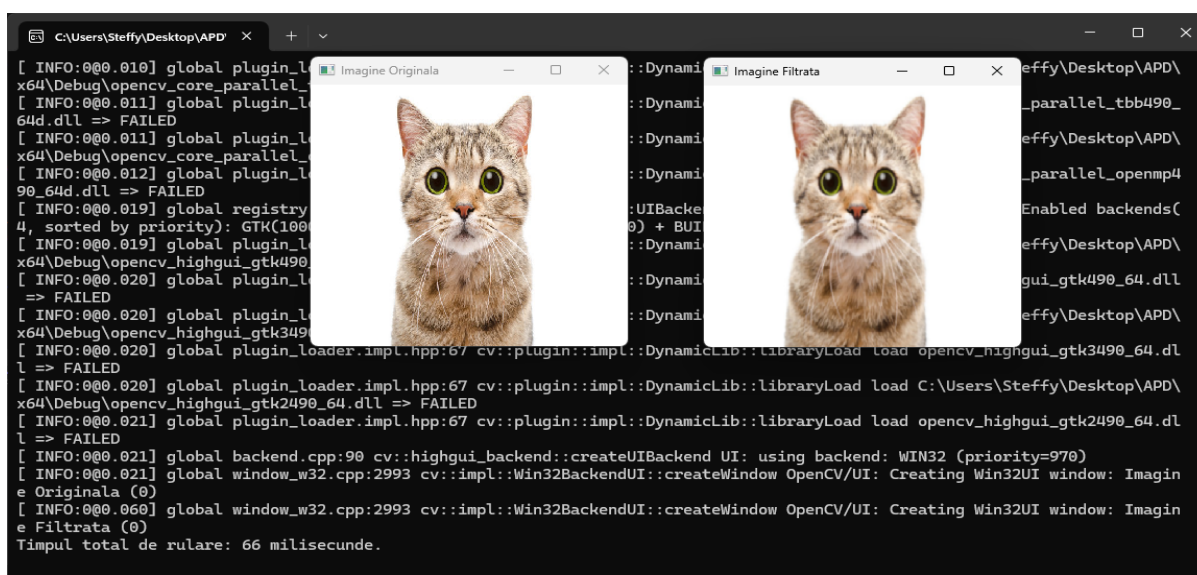 C:\Users\Steffy\Desktop\APD'
[ INFO:0@0.010] global plugin_l
Imagine Originala
::Dynami
Imagine Filtrata
effy\Desktop\APD\
x64\Debug\opencv_core_parallel_
[ INFO:0@0.011] global plugin_l ::Dynamic _parallel_tbb490_
64d.dll => FAILED
[ INFO:0@0.011] global plugin_l ::Dynami effy\Desktop\APD\
x64\Debug\opencv_core_parallel_
[ INFO:0@0.012] global plugin_l ::Dynami _parallel_openmp4
90_64d.dll => FAILED
[ INFO:0@0.019] global registry :UIBacke Enabled backends(
4, sorted by priority): GTK(100 0) + BUI
[ INFO:0@0.019] global plugin_l ::Dynami effy\Desktop\APD\
x64\Debug\opencv_highgui_gtk490
[ INFO:0@0.020] global plugin_l ::Dynami gui_gtk490_64.dll
=> FAILED
[ INFO:0@0.020] global plugin_l ::Dynami effy\Desktop\APD\
x64\Debug\opencv_highgui_gtk349
[ INFO:0@0.020] global plugin_loader.impl.hpp:67 cv::plugin::impl::DynamicLib::libraryLoad load opencv_highgui_gtk3490_64.dl
l => FAILED
[ INFO:0@0.020] global plugin_loader.impl.hpp:67 cv::plugin::impl::DynamicLib::libraryLoad load C:\Users\Steffy\Desktop\APD\
x64\Debug\opencv_highgui_gtk2490_64.dll => FAILED
[ INFO:0@0.021] global plugin_loader.impl.hpp:67 cv::plugin::impl::DynamicLib::libraryLoad load opencv_highgui_gtk2490_64.dl
l => FAILED
[ INFO:0@0.021] global backend.cpp:90 cv::highgui_backend::createUIBackend UI: using backend: WIN32 (priority=970)
[ INFO:0@0.021] global window_w32.cpp:2993 cv::impl::Win32BackendUI::createWindow OpenCV/UI: Creating Win32UI window: Imagin
e Originala (0)
[ INFO:0@0.060] global window_w32.cpp:2993 cv::impl::Win32BackendUI::createWindow OpenCV/UI: Creating Win32UI window: Imagin
e Filtrata (0)
Timpul total de rulare: 66 milisecunde.